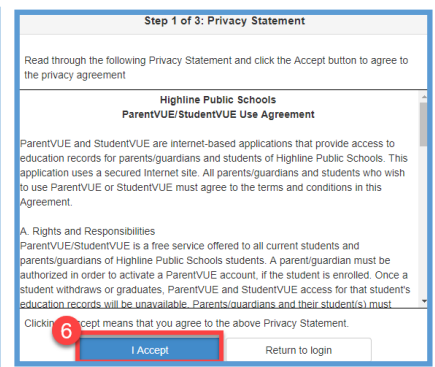 Step 1 of 3: Privacy Statement
Read through the following Privacy Statement and click the Accept button to agree to
the privacy agreement
Highline Public Schools
ParentVUE/StudentVUE Use Agreement
ParentVUE and StudentVUE are internet-based applications that provide access to
education records for parents/guardians and students of Highline Public Schools. This
application uses a secured Internet site. All parents/guardians and students who wish
to use ParentVUE or StudentVUE must agree to the terms and conditions in this
Agreement.
A. Rights and Responsibilities
ParentVUE/StudentVUE is a free service offered to all current students and
parents/guardians of Highline Public Schools students. A parent/guardian must be
authorized in order to activate a ParentVUE account, if the student is enrolled. Once a
student withdraws or graduates, ParentVUE and StudentVUE access for that student's
education records will be unavailable. Parents/guardians and their student(s) must
Clickin ccept means that you agree to the above Privacy Statement.
6
I Accept
Return to login